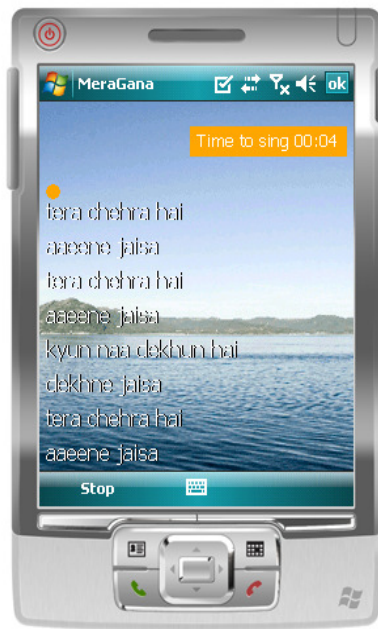 MeraGana
ok
Time to sing 00:04
tera chehra hai
aaeene jaisa
tera chehra hai
aaeene jaisa
kyun naa dekhun hai
dekhne jaisa
tera chehra hai
aaeene jaisa
Stop